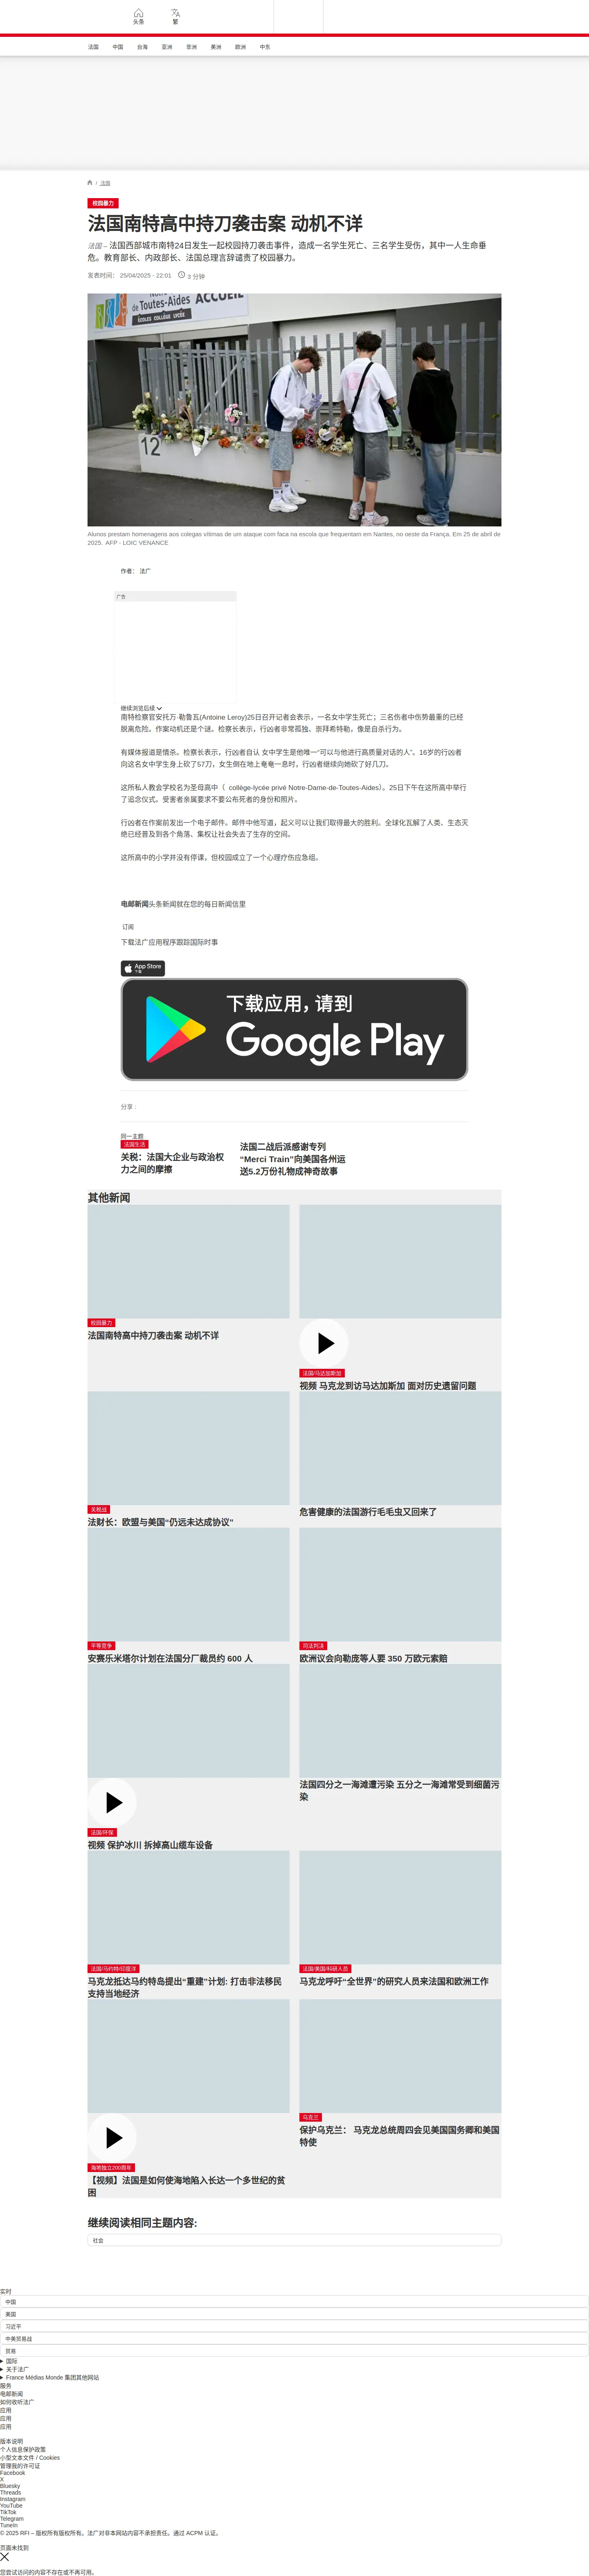 头条
繁
法国
中国
台海
亚洲
非洲
美洲
欧洲
中东
/ 法国
校园暴力
法国南特高中持刀袭击案 动机不详
法国 – 法国西部城市南特24日发生一起校园持刀袭击事件，造成一名学生死亡、三名学生受伤，其中一人生命垂
危。教育部长、内政部长、法国总理言辞谴责了校园暴力。
发表时间： 25/04/2025 - 22:01 3 分钟
de Toutes-Aides
ACCUEIL
ÉCOLES COLLÈGE LYCÉE
12
Alunos prestam homenagens aos colegas vítimas de um ataque com faca na escola que frequentam em Nantes, no oeste da França. Em 25 de abril de
2025. AFP - LOIC VENANCE
作者： 法广
广告
继续浏览后续
南特检察官安托万·勒鲁瓦(Antoine Leroy)25日召开记者会表示，一名女中学生死亡；三名伤者中伤势最重的已经
脱离危险。作案动机还是个谜。检察长表示，行凶者非常孤独、崇拜希特勒，像是自杀行为。
有媒体报道是情杀。检察长表示，行凶者自认 女中学生是他唯一“可以与他进行高质量对话的人”。16岁的行凶者
向这名女中学生身上砍了57刀，女生倒在地上奄奄一息时，行凶者继续向她砍了好几刀。
这所私人教会学校名为圣母高中（ collège-lycée privé Notre-Dame-de-Toutes-Aides）。25日下午在这所高中举行
了追念仪式。受害者亲属要求不要公布死者的身份和照片。
行凶者在作案前发出一个电子邮件。邮件中他写道，起义可以让我们取得最大的胜利。全球化瓦解了人类、生态灭
绝已经普及到各个角落、集权让社会失去了生存的空间。
这所高中的小学并没有停课，但校园成立了一个心理疗伤应急组。
电邮新闻头条新闻就在您的每日新闻信里
订阅
下载法广应用程序跟踪国际时事
App Store
下载
下载应用，请到
Google Play
分享 :
同一主题
法国生活
关税：法国大企业与政治权
力之间的摩擦
法国二战后派感谢专列
“Merci Train”向美国各州运
送5.2万份礼物成神奇故事
其他新闻
校园暴力
法国南特高中持刀袭击案 动机不详
法国/马达加斯加
视频 马克龙到访马达加斯加 面对历史遗留问题
关税战
法财长：欧盟与美国“仍远未达成协议”
危害健康的法国游行毛毛虫又回来了
平等竞争
安赛乐米塔尔计划在法国分厂裁员约 600 人
司法判决
欧洲议会向勒庞等人要 350 万欧元索赔
法国/环保
视频 保护冰川 拆掉高山缆车设备
法国四分之一海滩遭污染 五分之一海滩常受到细菌污
染
法国/马约特/印度洋
马克龙抵达马约特岛提出“重建”计划: 打击非法移民
支持当地经济
法国/美国/科研人员
马克龙呼吁“全世界”的研究人员来法国和欧洲工作
海地独立200周年
【视频】法国是如何使海地陷入长达一个多世纪的贫
困
乌克兰
保护乌克兰： 马克龙总统周四会见美国国务卿和美国
特使
继续阅读相同主题内容:
社会
实时
中国
美国
习近平
中美贸易战
贸易
国际
关于法广
France Médias Monde 集团其他网站
服务
电邮新闻
如何收听法广
应用
应用
应用
版本说明
个人信息保护政策
小型文本文件 / Cookies
管理我的许可证
Facebook
X
Bluesky
Threads
Instagram
YouTube
TikTok
Telegram
TuneIn
© 2025 RFI – 版权所有版权所有。法广对非本网站内容不承担责任。通过 ACPM 认证。
页面未找到
您尝试访问的内容不存在或不再可用。